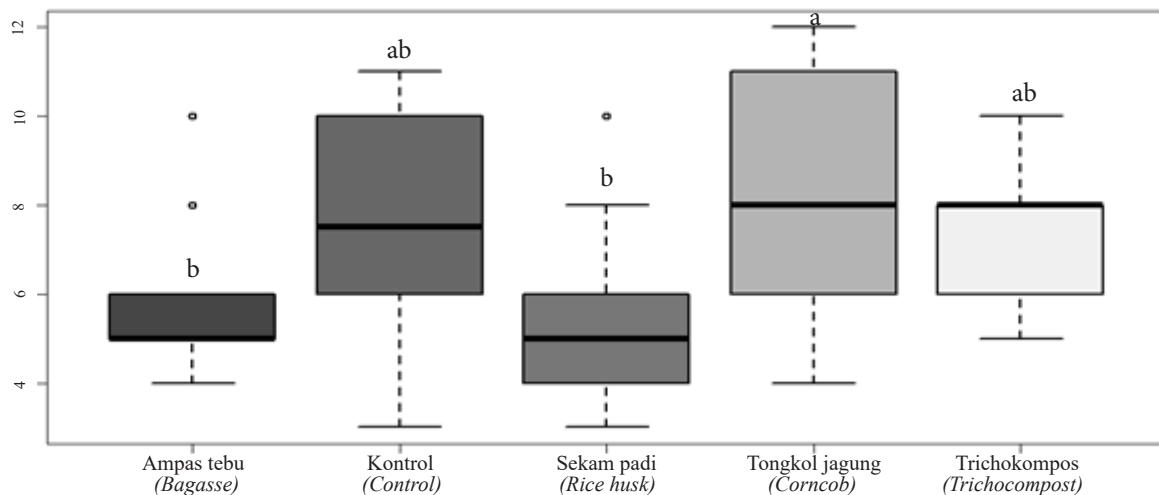 12
10
8
6
4
b
ab
b
a
ab
Ampas tebu
(Bagasse)
Kontrol
(Control)
Sekam padi
(Rice husk)
Tongkol jagung
(Corncob)
Trichokompos
(Trichocompost)